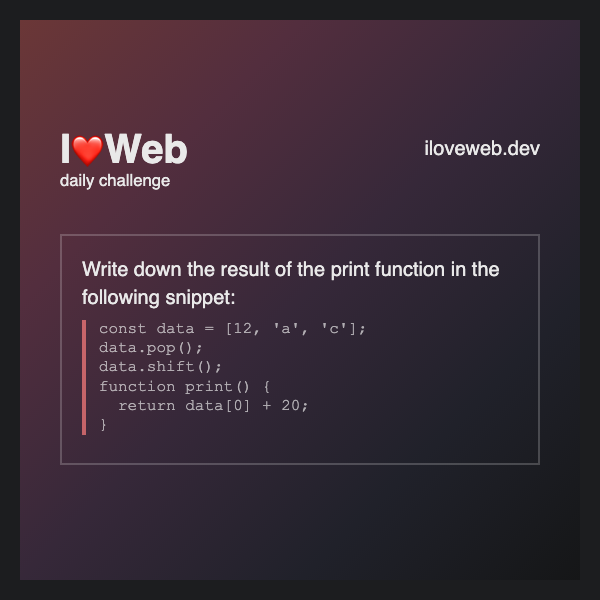 I❤️Web
iloveweb.dev
daily challenge
Write down the result of the print function in the
following snippet:
const data = [12, 'a', 'c'];
data.pop();
data.shift();
function print() {
  return data[0] + 20;
}